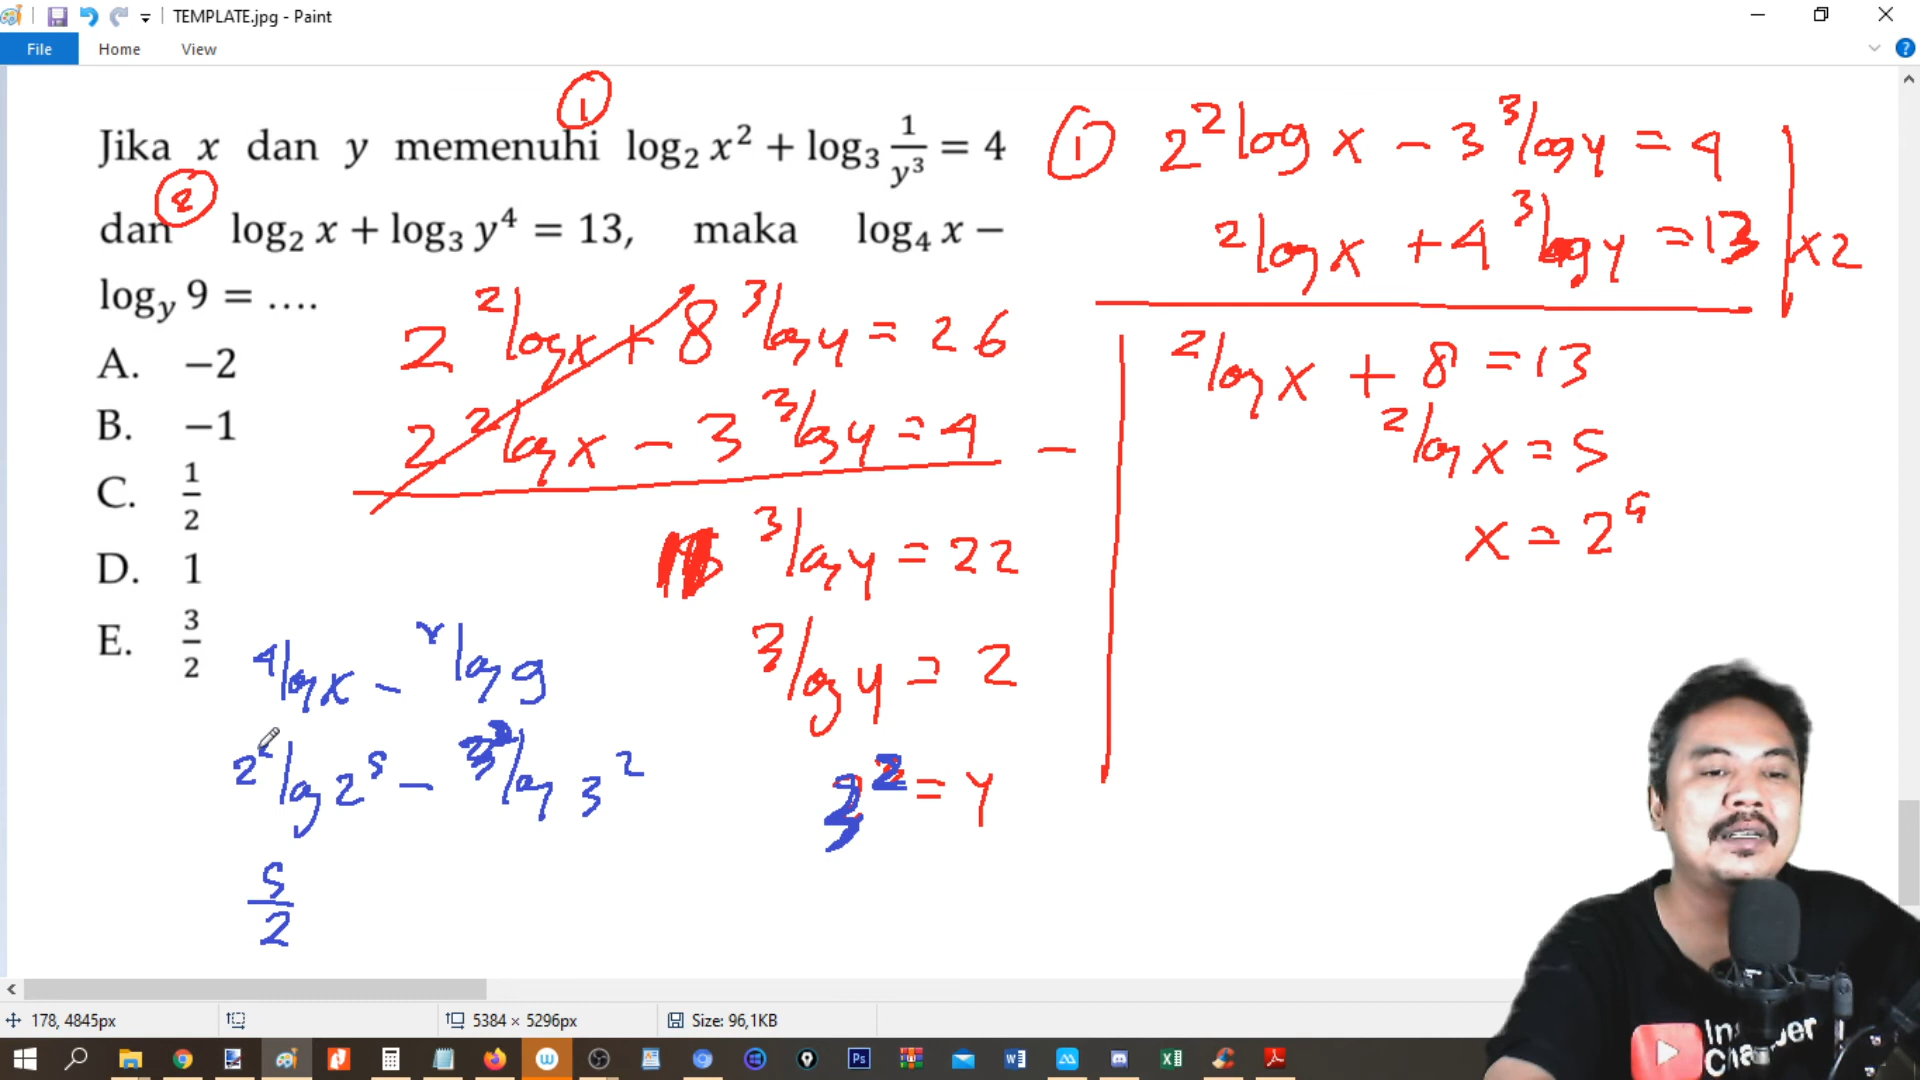 TEMPLATE.jpg - Paint
File Home View
Jika x dan y memenuhi log₂ x² + log₃ 1/y³ = 4
dan log₂ x + log₃ y⁴ = 13, maka log₄ x −
log_y 9 = ....
A. −2
B. −1
C. 1/2
D. 1
E. 3/2
1
2
1 2 ²log x − 3 ³log y = 4
²log x + 4 ³log y = 13 x2
2 ²log x + 8 ³log y = 26
2 ²log x − 3 ³log y = 4 −
³log y = 22
³log y = 2
3² = y
²log x + 8 = 13
²log x = 5
x = 2⁵
⁴log x − ʸlog 9
2²log 2⁵ − 3²log 3²
5/2
178, 4845px 5384 × 5296px Size: 96,1KB
Ps